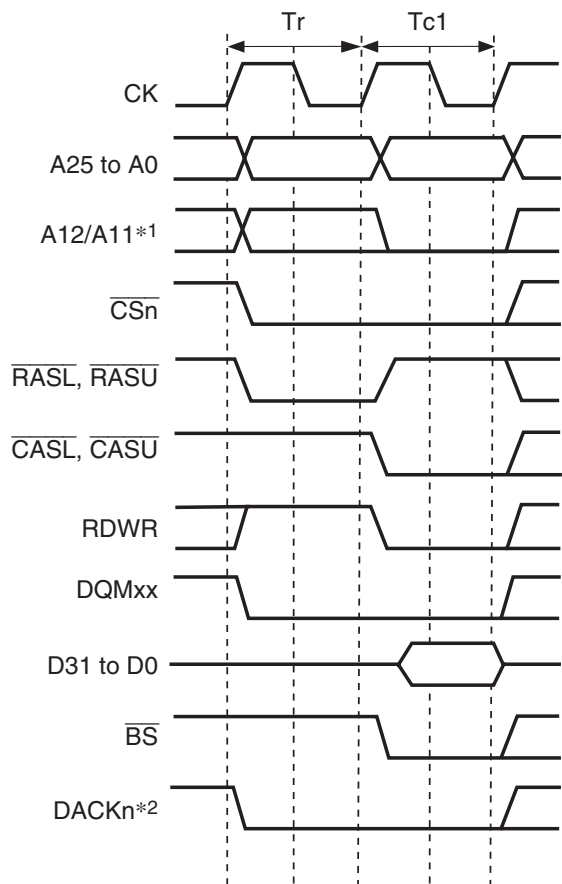 Tr Tc1
CK
A25 to A0
A12/A11*1
CSn
RASL, RASU
CASL, CASU
RDWR
DQMxx
D31 to D0
BS
DACKn*2